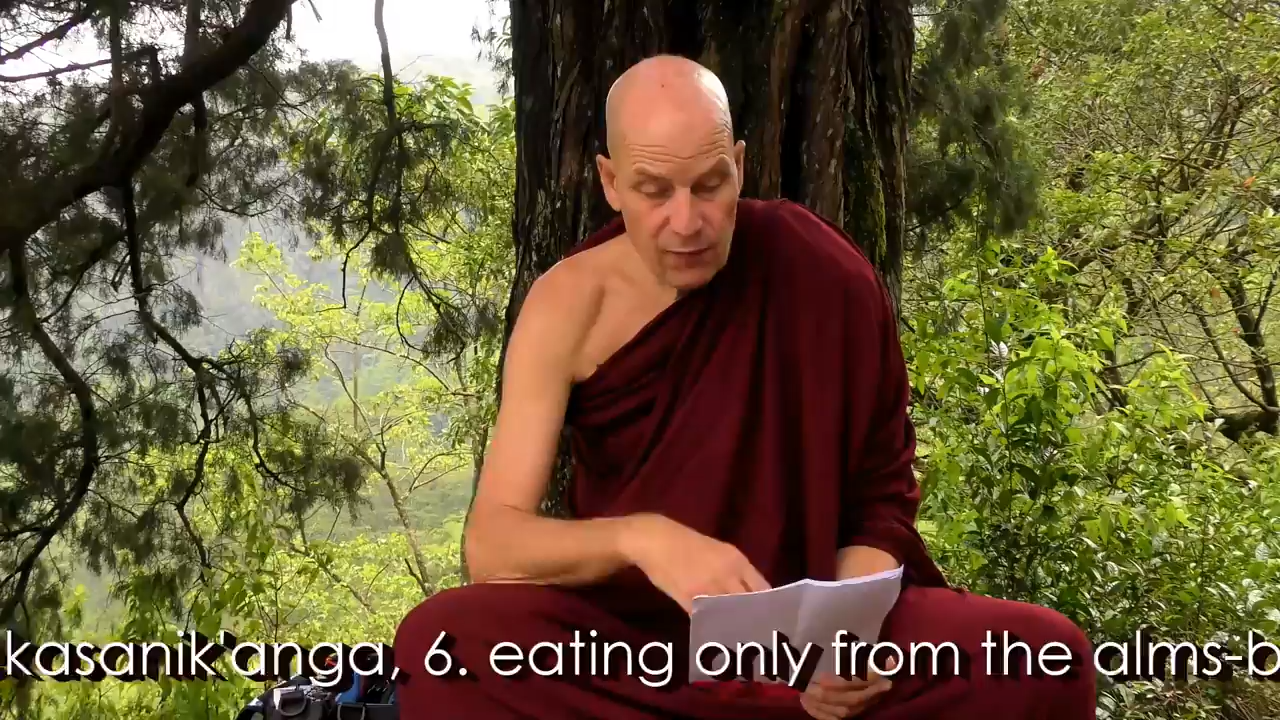 kasanik'anga, 6. eating only from the alms-b